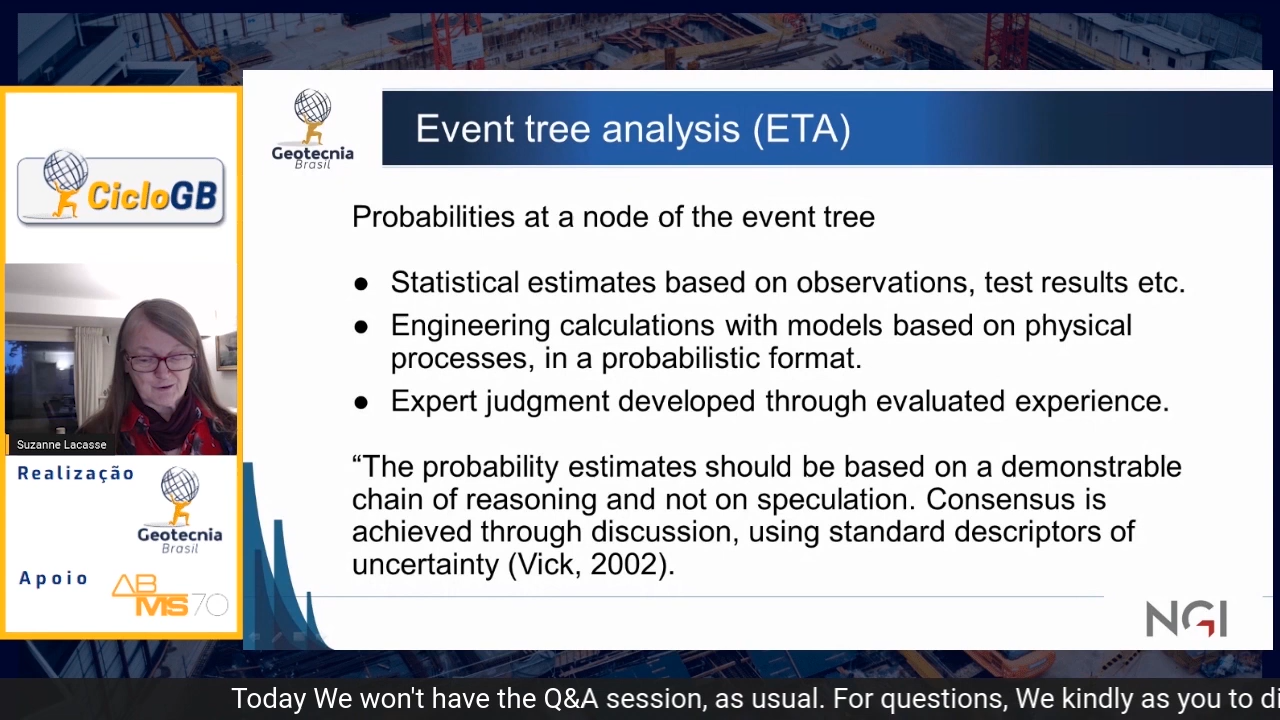 Geotecnia
Brasil
Event tree analysis (ETA)
CicloGB
Probabilities at a node of the event tree
● Statistical estimates based on observations, test results etc.
● Engineering calculations with models based on physical
processes, in a probabilistic format.
● Expert judgment developed through evaluated experience.
“The probability estimates should be based on a demonstrable
chain of reasoning and not on speculation. Consensus is
achieved through discussion, using standard descriptors of
uncertainty (Vick, 2002).
Suzanne Lacasse
Realização
Geotecnia
Brasil
Apoio
ABMS70
NGI
Today We won't have the Q&A session, as usual. For questions, We kindly as you to di